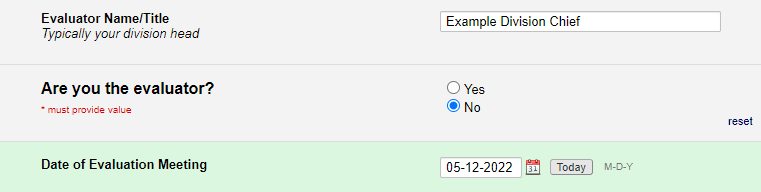 Evaluator Name/Title
Typically your division head
Example Division Chief
Are you the evaluator?
* must provide value
Yes
No
reset
Date of Evaluation Meeting
05-12-2022 31 Today M-D-Y